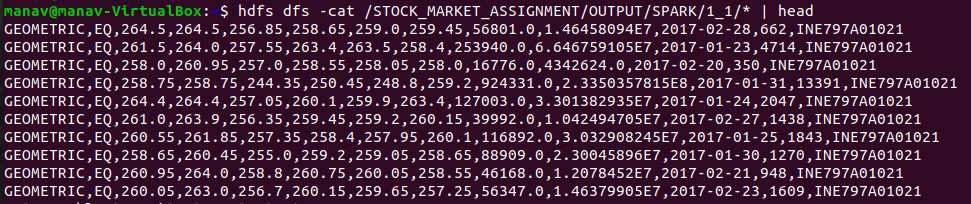 manav@manav-VirtualBox:~$ hdfs dfs -cat /STOCK_MARKET_ASSIGNMENT/OUTPUT/SPARK/1_1/* | head
GEOMETRIC,EQ,264.5,264.5,256.85,258.65,259.0,259.45,56801.0,1.46458094E7,2017-02-28,662,INE797A01021
GEOMETRIC,EQ,261.5,264.0,257.55,263.4,263.5,258.4,253940.0,6.646759105E7,2017-01-23,4714,INE797A01021
GEOMETRIC,EQ,258.0,260.95,257.0,258.55,258.05,258.0,16776.0,4342624.0,2017-02-20,350,INE797A01021
GEOMETRIC,EQ,258.75,258.75,244.35,250.45,248.8,259.2,924331.0,2.3350357815E8,2017-01-31,13391,INE797A01021
GEOMETRIC,EQ,264.4,264.4,257.05,260.1,259.9,263.4,127003.0,3.301382935E7,2017-01-24,2047,INE797A01021
GEOMETRIC,EQ,261.0,263.9,256.35,259.45,259.2,260.15,39992.0,1.042494705E7,2017-02-27,1438,INE797A01021
GEOMETRIC,EQ,260.55,261.85,257.35,258.4,257.95,260.1,116892.0,3.032908245E7,2017-01-25,1843,INE797A01021
GEOMETRIC,EQ,258.65,260.45,255.0,259.2,259.05,258.65,88909.0,2.30045896E7,2017-01-30,1270,INE797A01021
GEOMETRIC,EQ,260.95,264.0,258.8,260.75,260.05,258.55,46168.0,1.2078452E7,2017-02-21,948,INE797A01021
GEOMETRIC,EQ,260.05,263.0,256.7,260.15,259.65,257.25,56347.0,1.46379905E7,2017-02-23,1609,INE797A01021